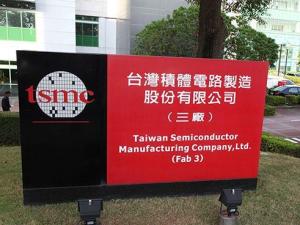 tsmc
台灣積體電路製造
股份有限公司
（三廠）
Taiwan Semiconductor
Manufacturing Company,Ltd.
(Fab 3)